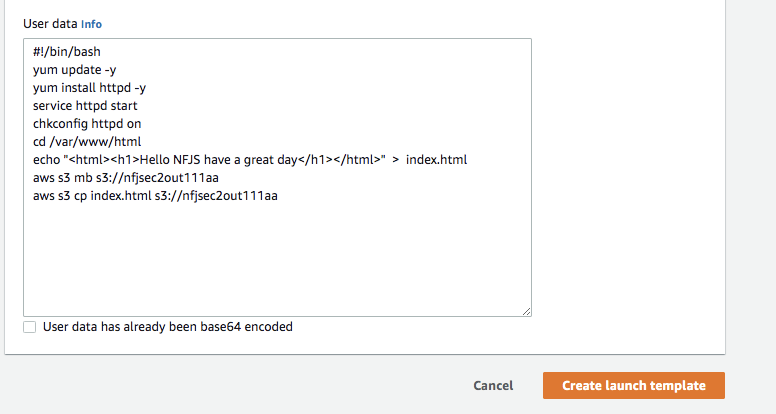 User data Info
#!/bin/bash
yum update -y
yum install httpd -y
service httpd start
chkconfig httpd on
cd /var/www/html
echo "<html><h1>Hello NFJS have a great day</h1></html>" > index.html
aws s3 mb s3://nfjsec2out111aa
aws s3 cp index.html s3://nfjsec2out111aa
User data has already been base64 encoded
Cancel Create launch template